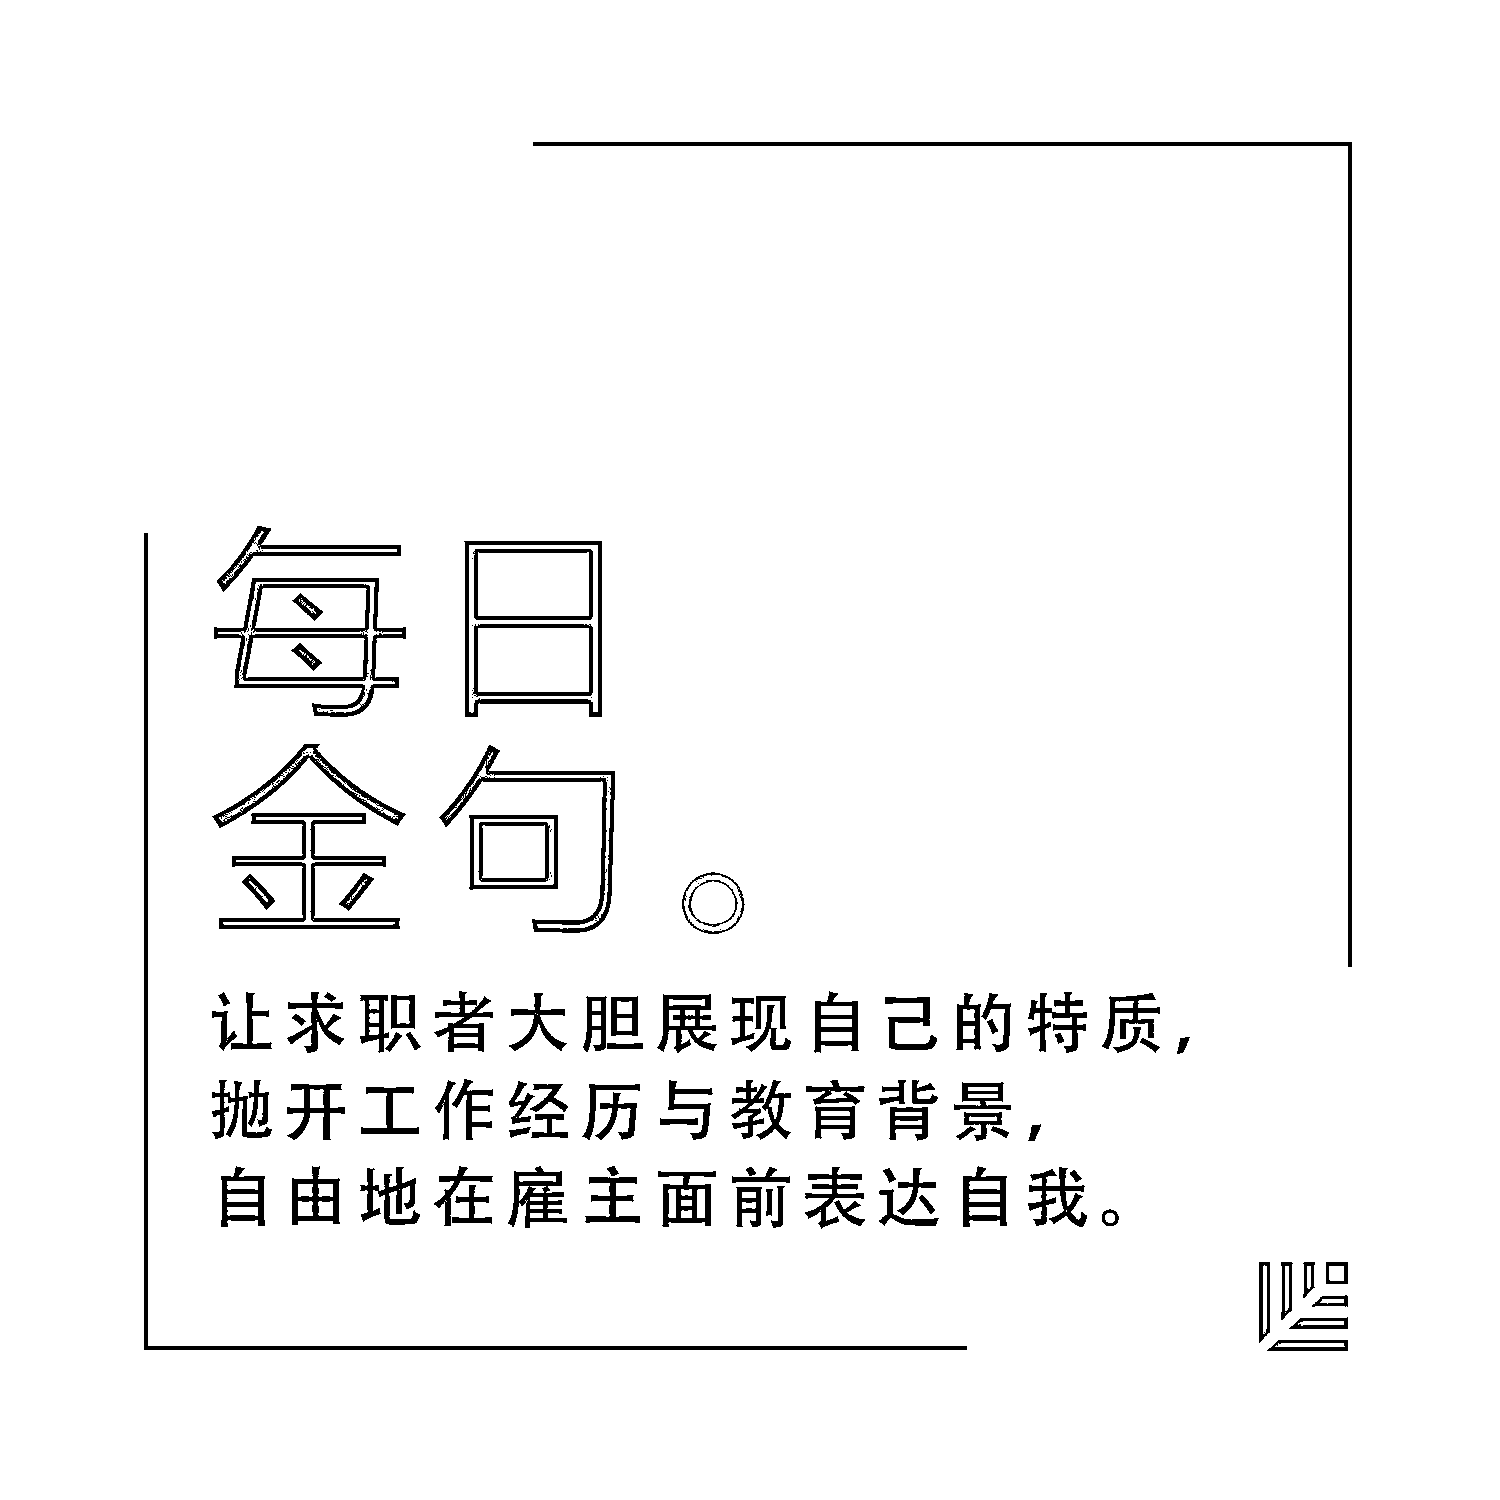 每日
金句。
让求职者大胆展现自己的特质，
抛开工作经历与教育背景，
自由地在雇主面前表达自我。